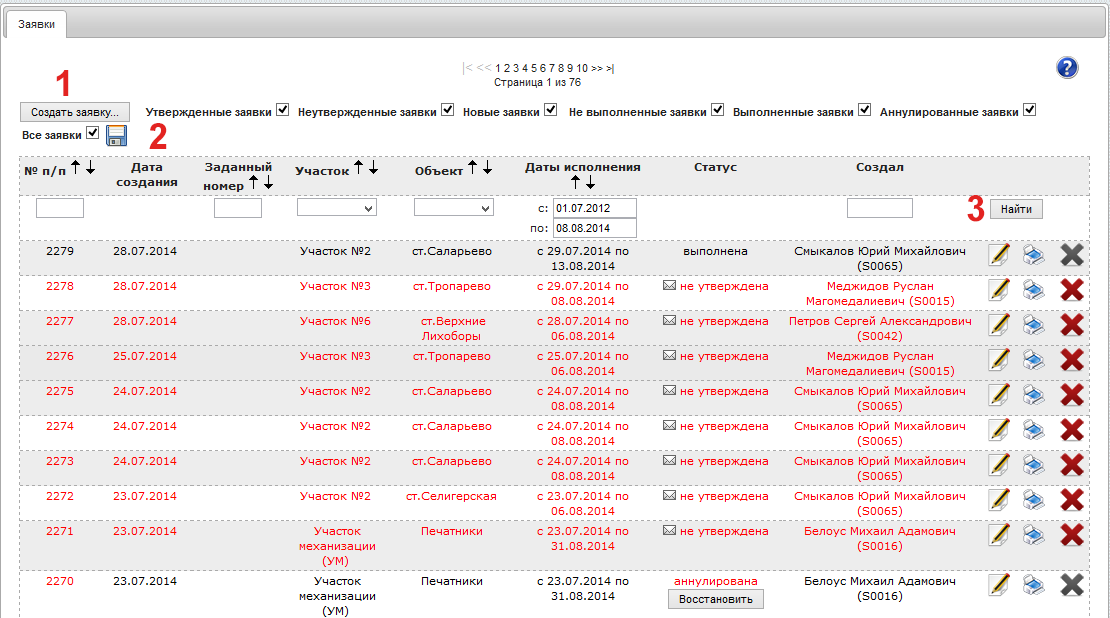 Заявки
|< << 1 2 3 4 5 6 7 8 9 10 >> >|
Страница 1 из 76
?
1
Создать заявку... Утвержденные заявки Неутвержденные заявки Новые заявки Не выполненные заявки Выполненные заявки Аннулированные заявки
Все заявки 2
№ п/п Дата создания Заданный номер Участок Объект Даты исполнения Статус Создал
с: 01.07.2012 3 Найти
по: 08.08.2014
2279 28.07.2014 Участок №2 ст.Саларьево с 29.07.2014 по выполнена Смыкалов Юрий Михайлович
13.08.2014 (S0065)
2278 28.07.2014 Участок №3 ст.Тропарево с 29.07.2014 по не утверждена Меджидов Руслан
08.08.2014 Магомедалиевич (S0015)
2277 28.07.2014 Участок №6 ст.Верхние с 28.07.2014 по не утверждена Петров Сергей Александрович
Лихоборы 06.08.2014 (S0042)
2276 25.07.2014 Участок №3 ст.Тропарево с 25.07.2014 по не утверждена Меджидов Руслан
06.08.2014 Магомедалиевич (S0015)
2275 24.07.2014 Участок №2 ст.Саларьево с 24.07.2014 по не утверждена Смыкалов Юрий Михайлович
08.08.2014 (S0065)
2274 24.07.2014 Участок №2 ст.Саларьево с 24.07.2014 по не утверждена Смыкалов Юрий Михайлович
08.08.2014 (S0065)
2273 24.07.2014 Участок №2 ст.Саларьево с 24.07.2014 по не утверждена Смыкалов Юрий Михайлович
08.08.2014 (S0065)
2272 23.07.2014 Участок №2 ст.Селигерская с 23.07.2014 по не утверждена Смыкалов Юрий Михайлович
06.08.2014 (S0065)
2271 23.07.2014 Участок Печатники с 23.07.2014 по не утверждена Белоус Михаил Адамович
механизации 31.08.2014 (S0016)
(УМ)
2270 23.07.2014 Участок Печатники с 23.07.2014 по аннулирована Белоус Михаил Адамович
механизации 31.08.2014 Восстановить (S0016)
(УМ)